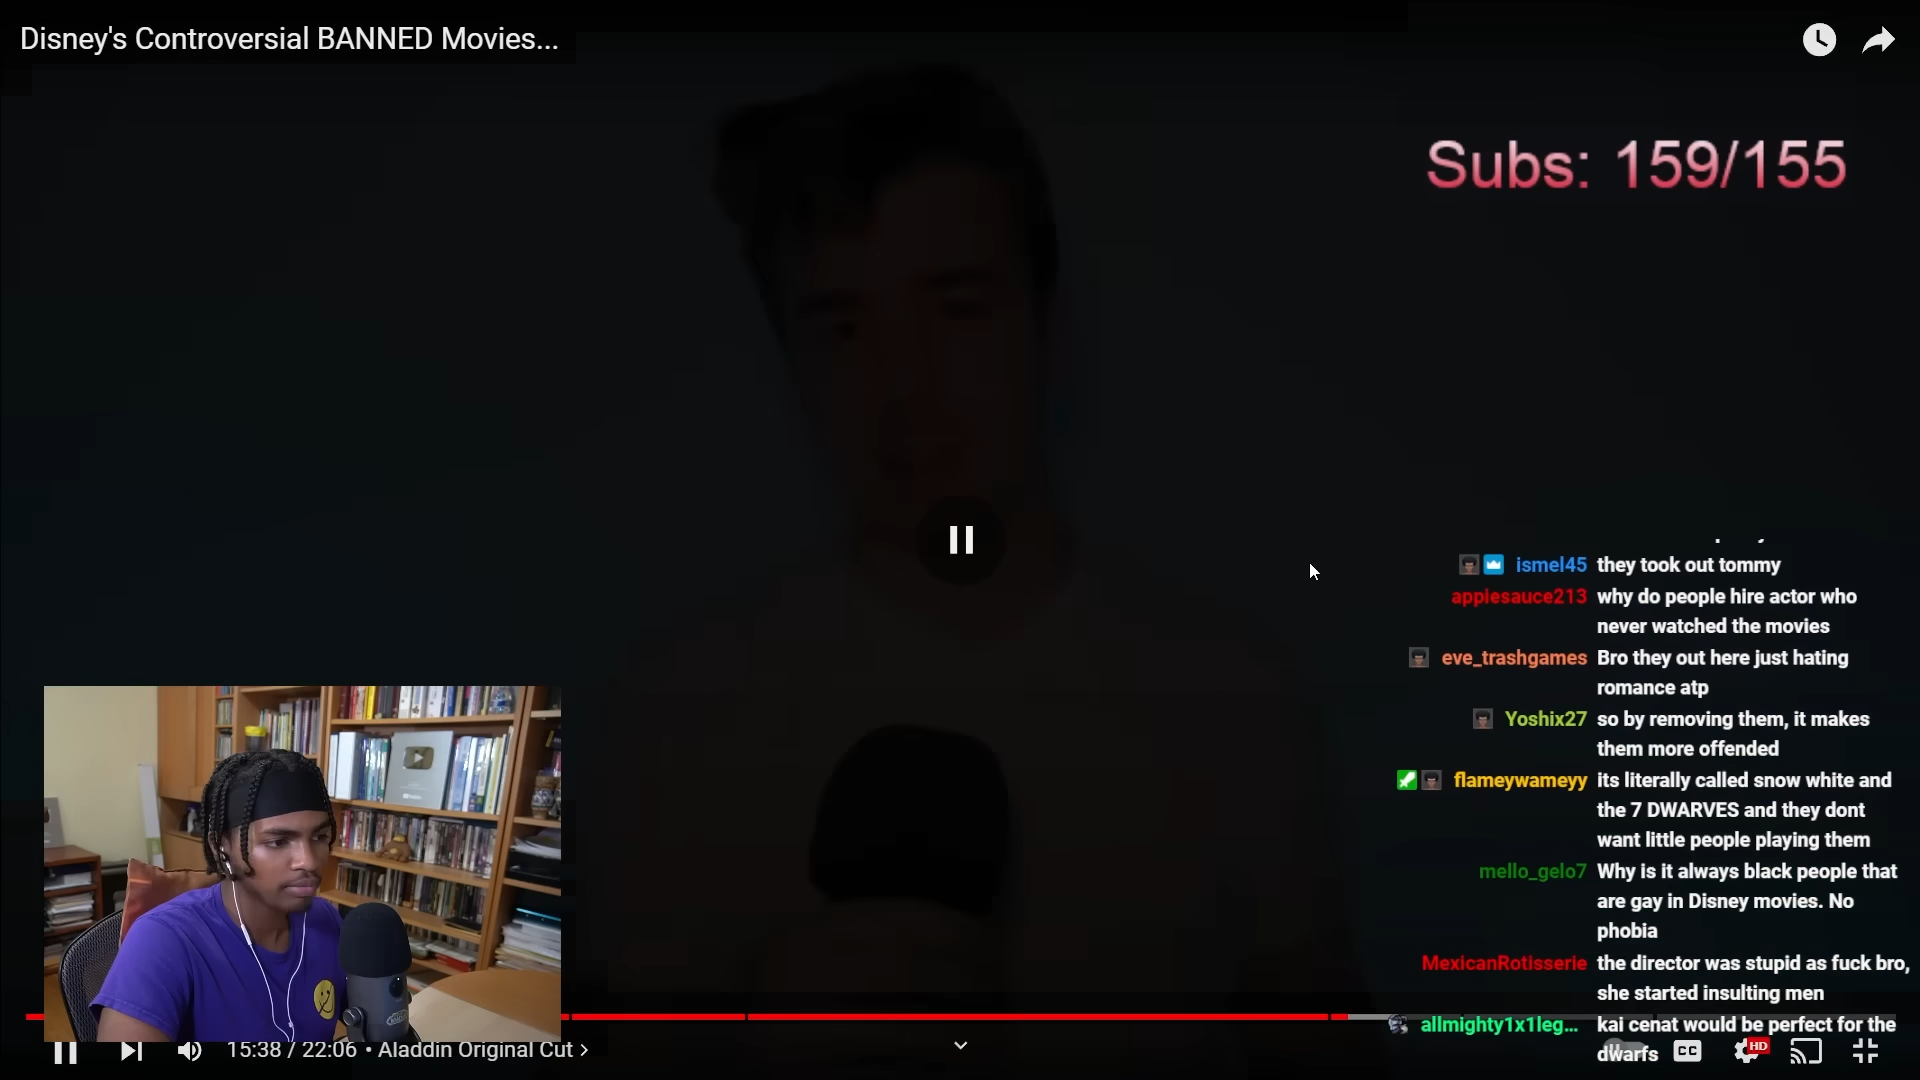 Disney's Controversial BANNED Movies...
Subs: 159/155
ismel45 they took out tommy
applesauce213 why do people hire actor who
never watched the movies
eve_trashgames Bro they out here just hating
romance atp
Yoshix27 so by removing them, it makes
them more offended
flameywameyy its literally called snow white and
the 7 DWARVES and they dont
want little people playing them
mello_gelo7 Why is it always black people that
are gay in Disney movies. No
phobia
MexicanRotisserie the director was stupid as fuck bro,
she started insulting men
allmighty1x1leg... kai cenat would be perfect for the
dwarfs
15:38 / 22:06 • Aladdin Original Cut >
CC
HD